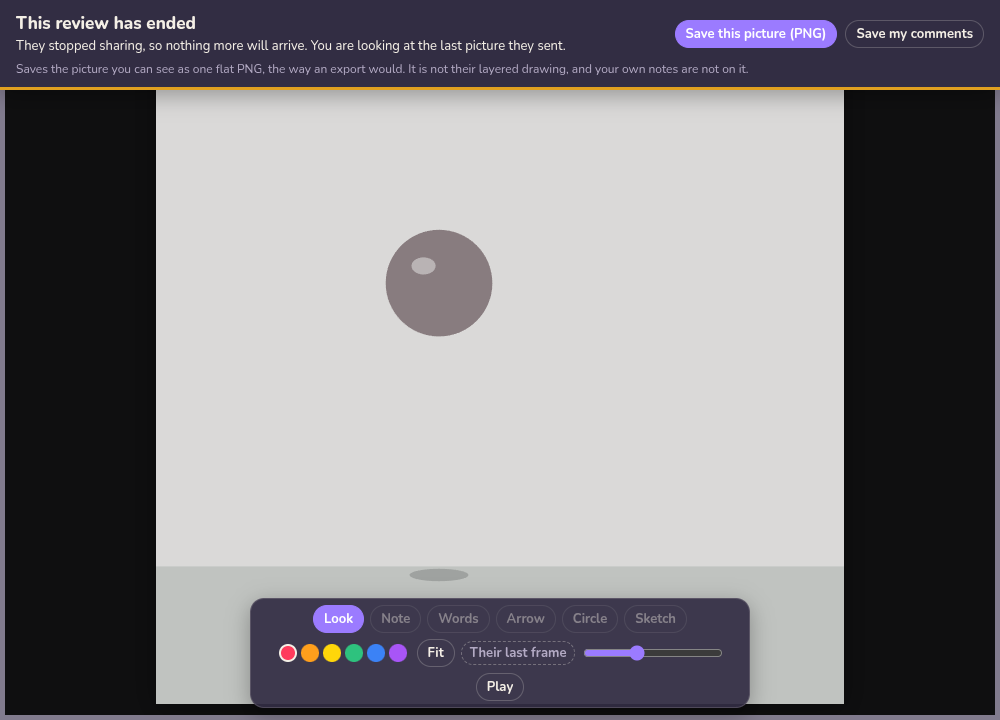 This review has ended
They stopped sharing, so nothing more will arrive. You are looking at the last picture they sent.
Saves the picture you can see as one flat PNG, the way an export would. It is not their layered drawing, and your own notes are not on it.
Save this picture (PNG)
Save my comments
Look
Note
Words
Arrow
Circle
Sketch
Fit
Their last frame
Play